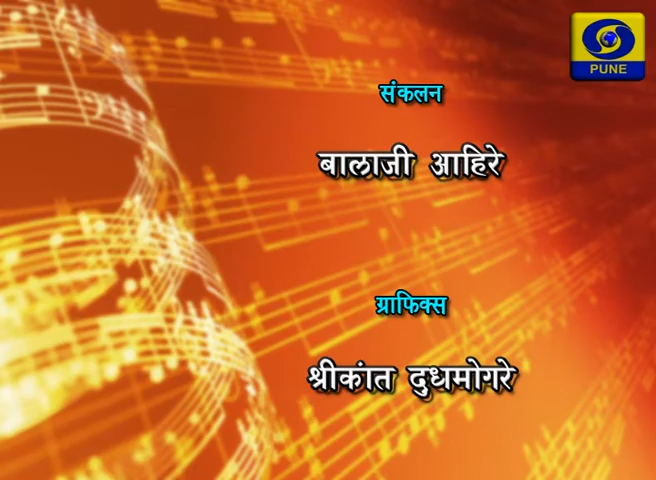 PUNE
संकलन
बालाजी आहिरे
ग्राफिक्स
श्रीकांत दुधमोगरे